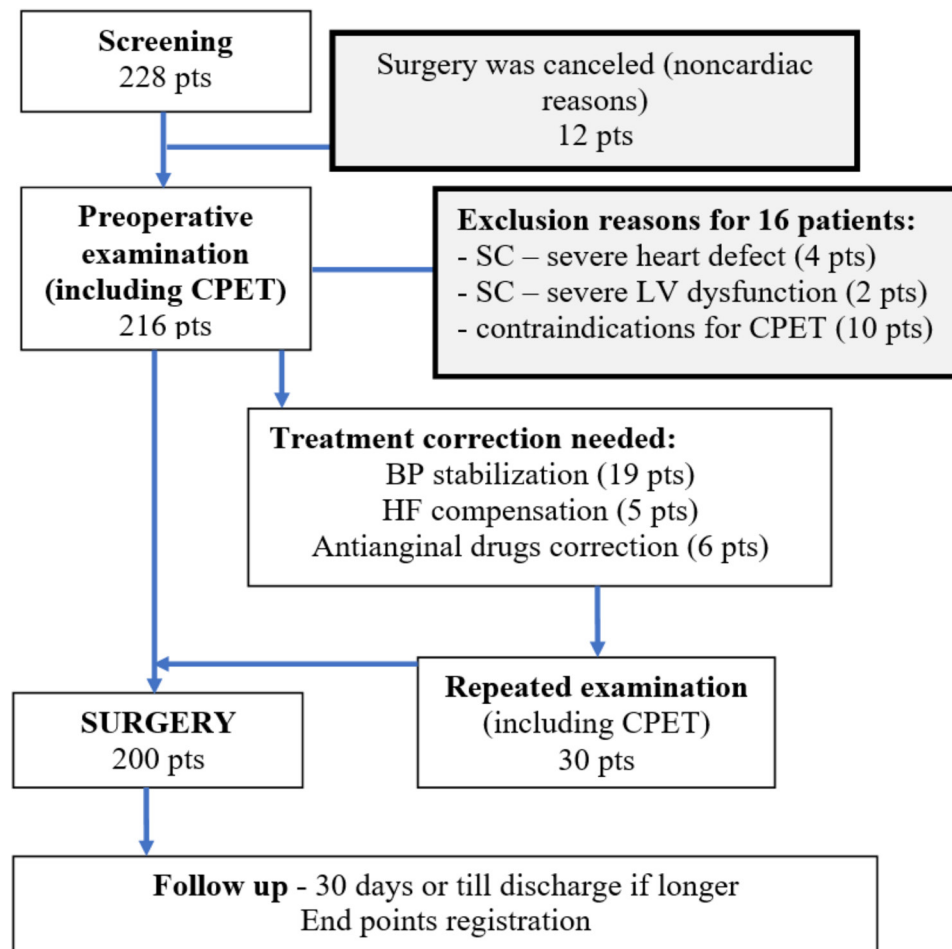 Screening
228 pts
Surgery was canceled (noncardiac
reasons)
12 pts
Preoperative
examination
(including CPET)
216 pts
Exclusion reasons for 16 patients:
- SC – severe heart defect (4 pts)
- SC – severe LV dysfunction (2 pts)
- contraindications for CPET (10 pts)
Treatment correction needed:
BP stabilization (19 pts)
HF compensation (5 pts)
Antianginal drugs correction (6 pts)
Repeated examination
(including CPET)
30 pts
SURGERY
200 pts
Follow up - 30 days or till discharge if longer
End points registration